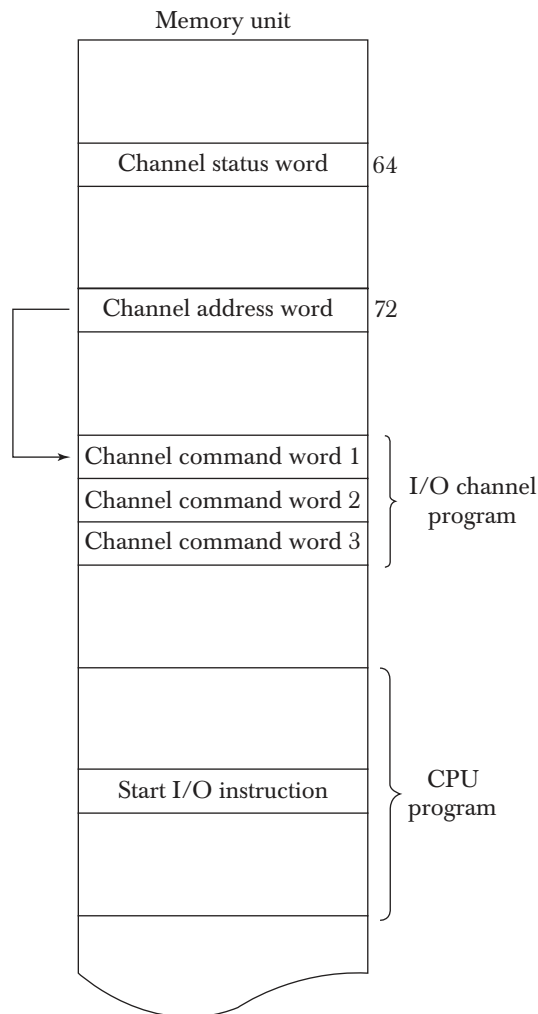 Memory unit
Channel status word
64
Channel address word
72
Channel command word 1
Channel command word 2
Channel command word 3
I/O channel
program
Start I/O instruction
CPU
program